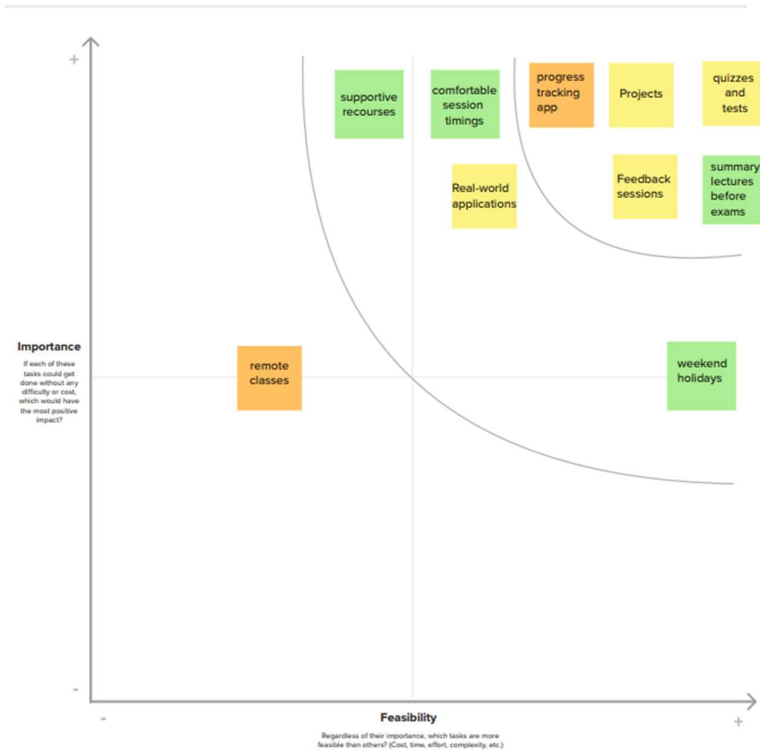 +
supportive
recourses
comfortable
session
timings
progress
tracking
app
Projects
quizzes
and
tests
Real-world
applications
Feedback
sessions
summary
lectures
before
exams
Importance
If each of these
tasks could get
done without any
difficulty or cost,
which would have
the most positive
impact?
remote
classes
weekend
holidays
-
-
Feasibility
+
Regardless of their importance, which tasks are more
feasible than others? (Cost, time, effort, complexity, etc.)